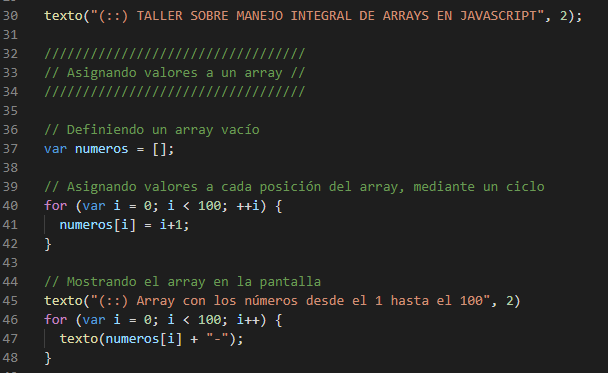 30 texto("(::) TALLER SOBRE MANEJO INTEGRAL DE ARRAYS EN JAVASCRIPT", 2);
31
32 //////////////////////////////////
33 // Asignando valores a un array //
34 //////////////////////////////////
35
36 // Definiendo un array vacío
37 var numeros = [];
38
39 // Asignando valores a cada posición del array, mediante un ciclo
40 for (var i = 0; i < 100; ++i) {
41   numeros[i] = i+1;
42 }
43
44 // Mostrando el array en la pantalla
45 texto("(::) Array con los números desde el 1 hasta el 100", 2)
46 for (var i = 0; i < 100; i++) {
47   texto(numeros[i] + "-");
48 }